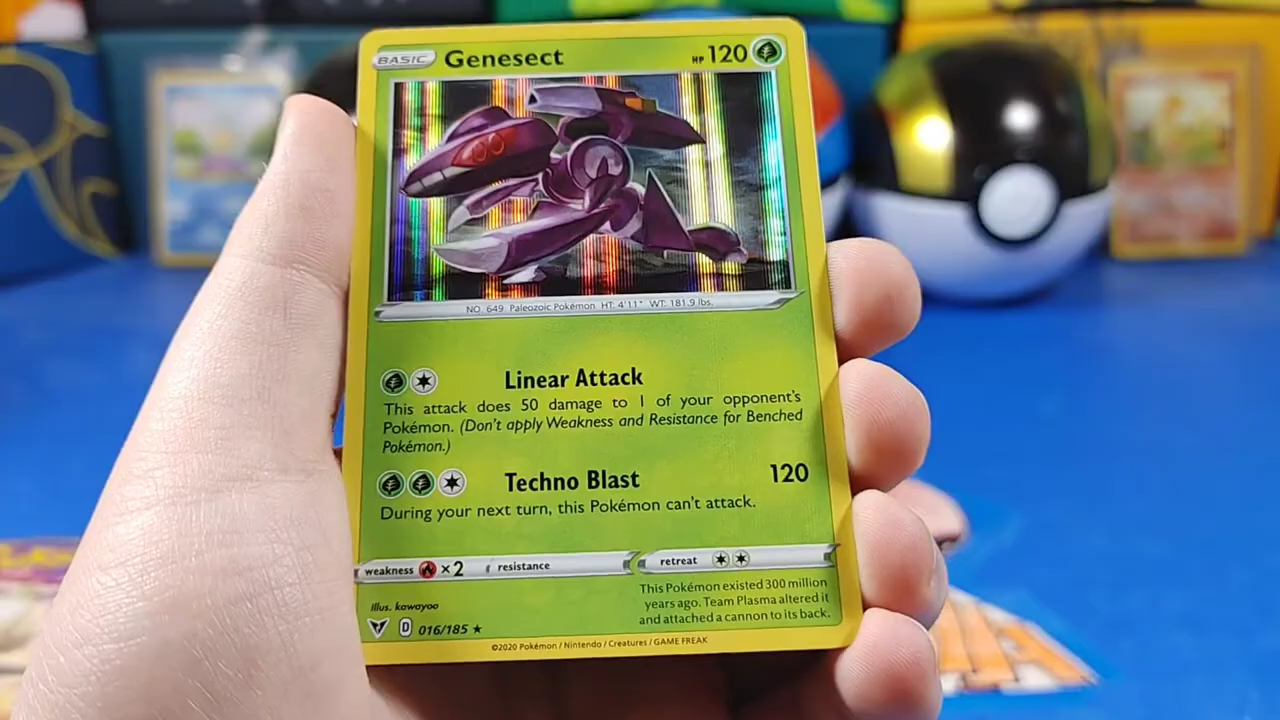 BASIC Genesect HP 120
NO. 649 Paleozoic Pokémon HT: 4'11" WT: 181.9 lbs.
Linear Attack
This attack does 50 damage to 1 of your opponent's
Pokémon. (Don't apply Weakness and Resistance for Benched
Pokémon.)
Techno Blast 120
During your next turn, this Pokémon can't attack.
weakness ×2 resistance retreat
This Pokémon existed 300 million
years ago. Team Plasma altered it
and attached a cannon to its back.
Illus. kawayoo
D 016/185 ★
©2020 Pokémon / Nintendo / Creatures / GAME FREAK